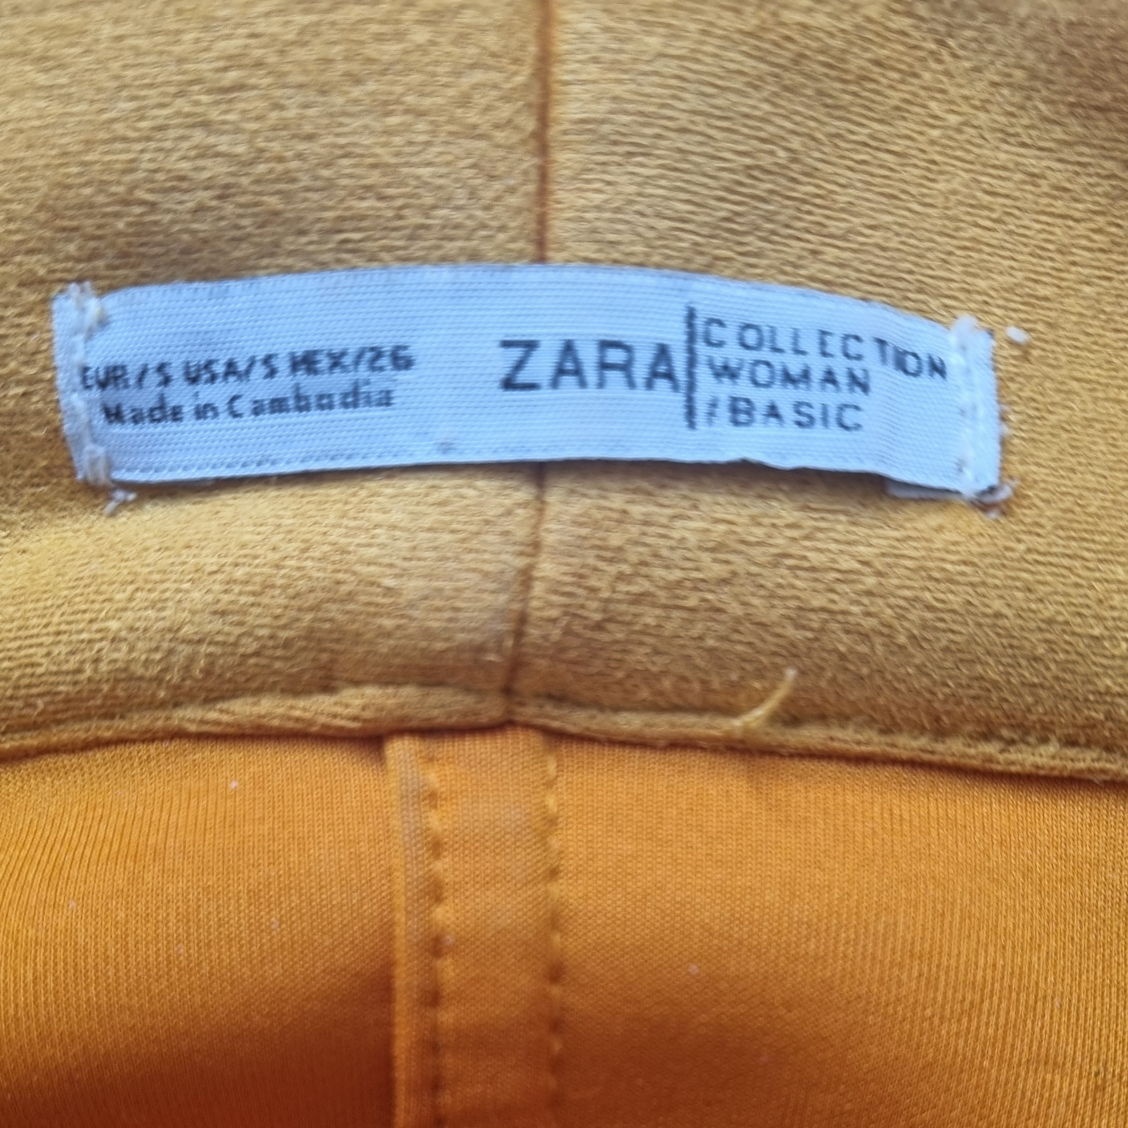 EUR/S USA/S MEX/26
Made in Cambodia
ZARA
COLLECTION
WOMAN
/BASIC